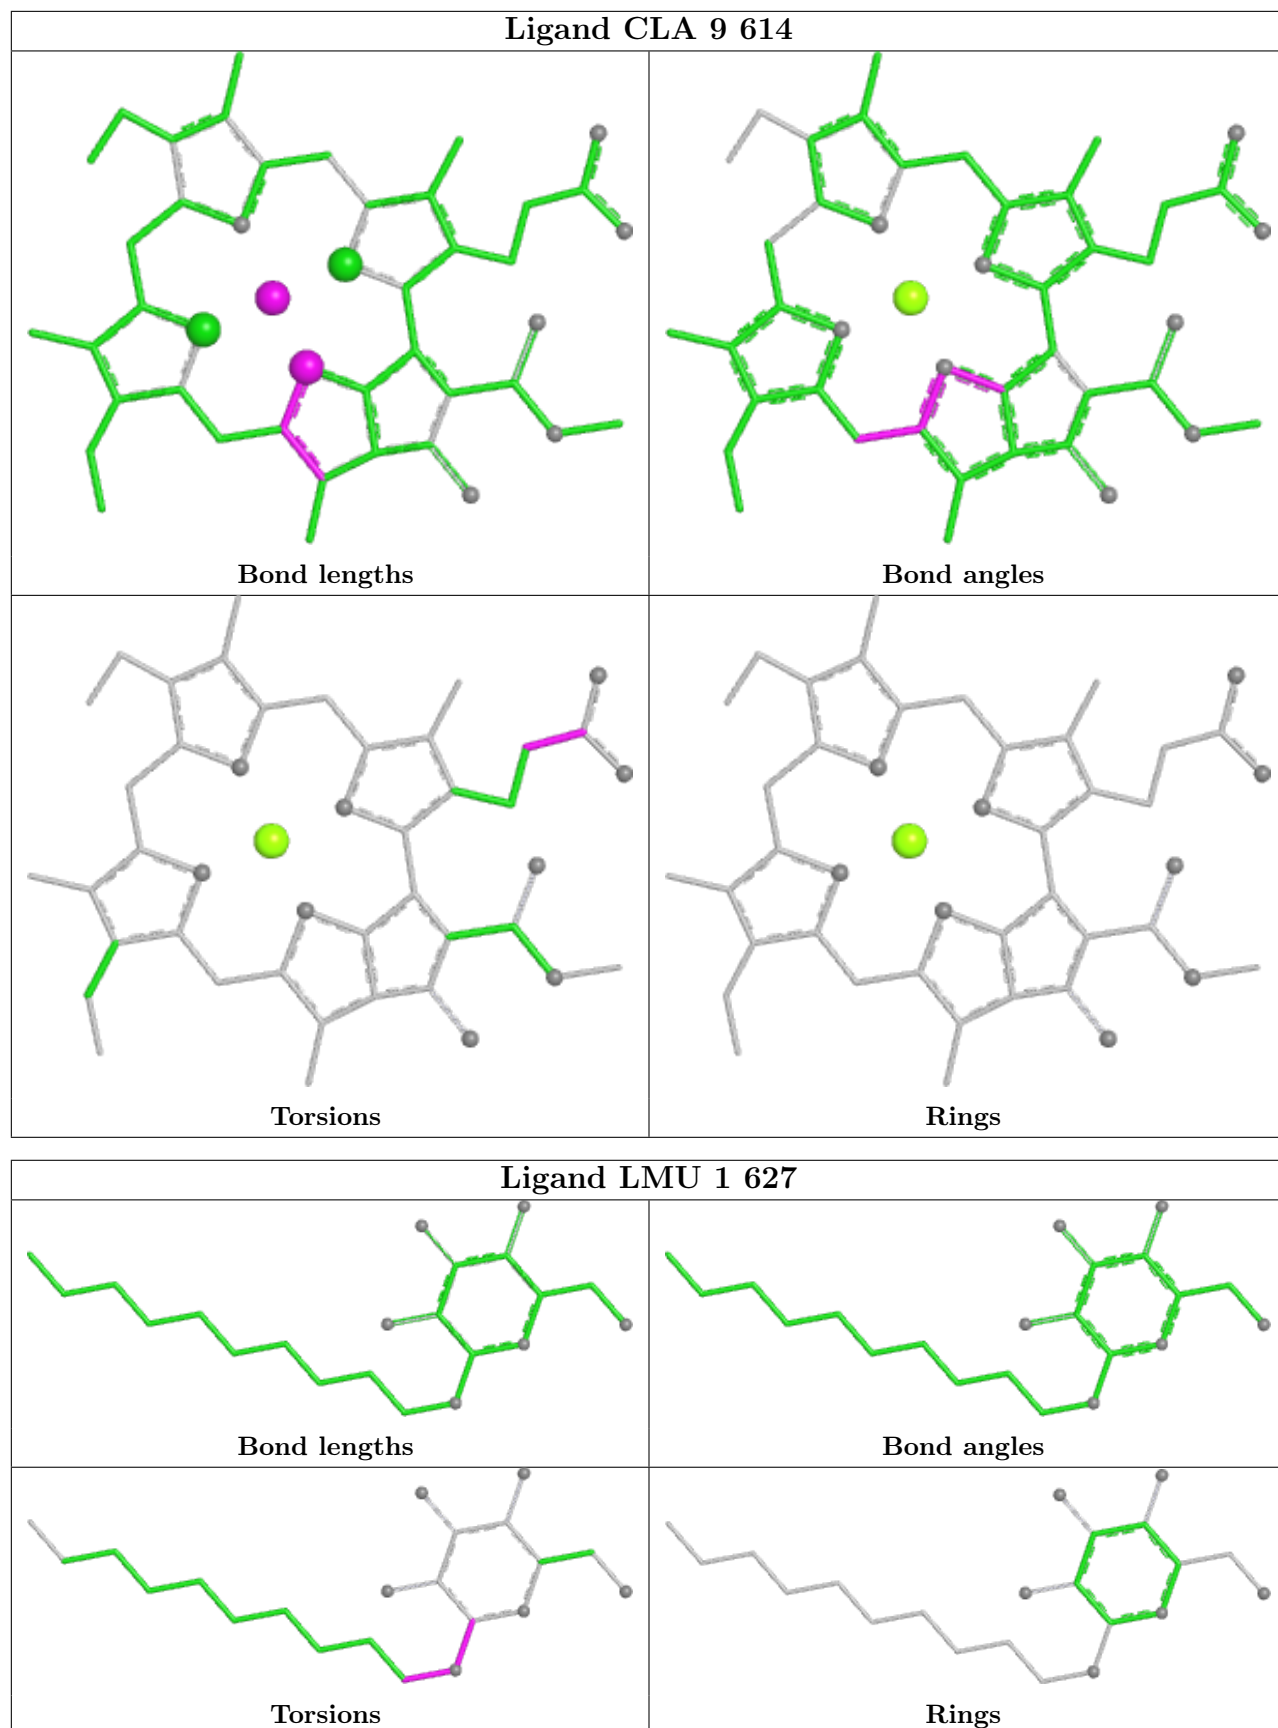 Ligand CLA 9 614
Bond lengths
Bond angles
Torsions
Rings
Ligand LMU 1 627
Bond lengths
Bond angles
Torsions
Rings